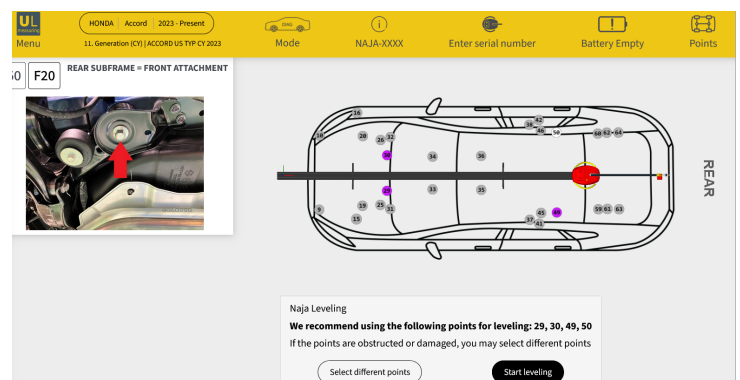 UL
measuring
Menu
HONDA Accord 2023 - Present
11. Generation (CY) | ACCORD US TYP CY 2023
Mode
NAJA-XXXX
Enter serial number
Battery Empty
Points
F20
REAR SUBFRAME = FRONT ATTACHMENT
16
10
20
26 32
30
34
36
42
38
46
50
60 62 64
29
33
35
9
19
25 31
15
45
49
37
41
59 61 63
REAR
Naja Leveling
We recommend using the following points for leveling: 29, 30, 49, 50
If the points are obstructed or damaged, you may select different points
Select different points
Start leveling